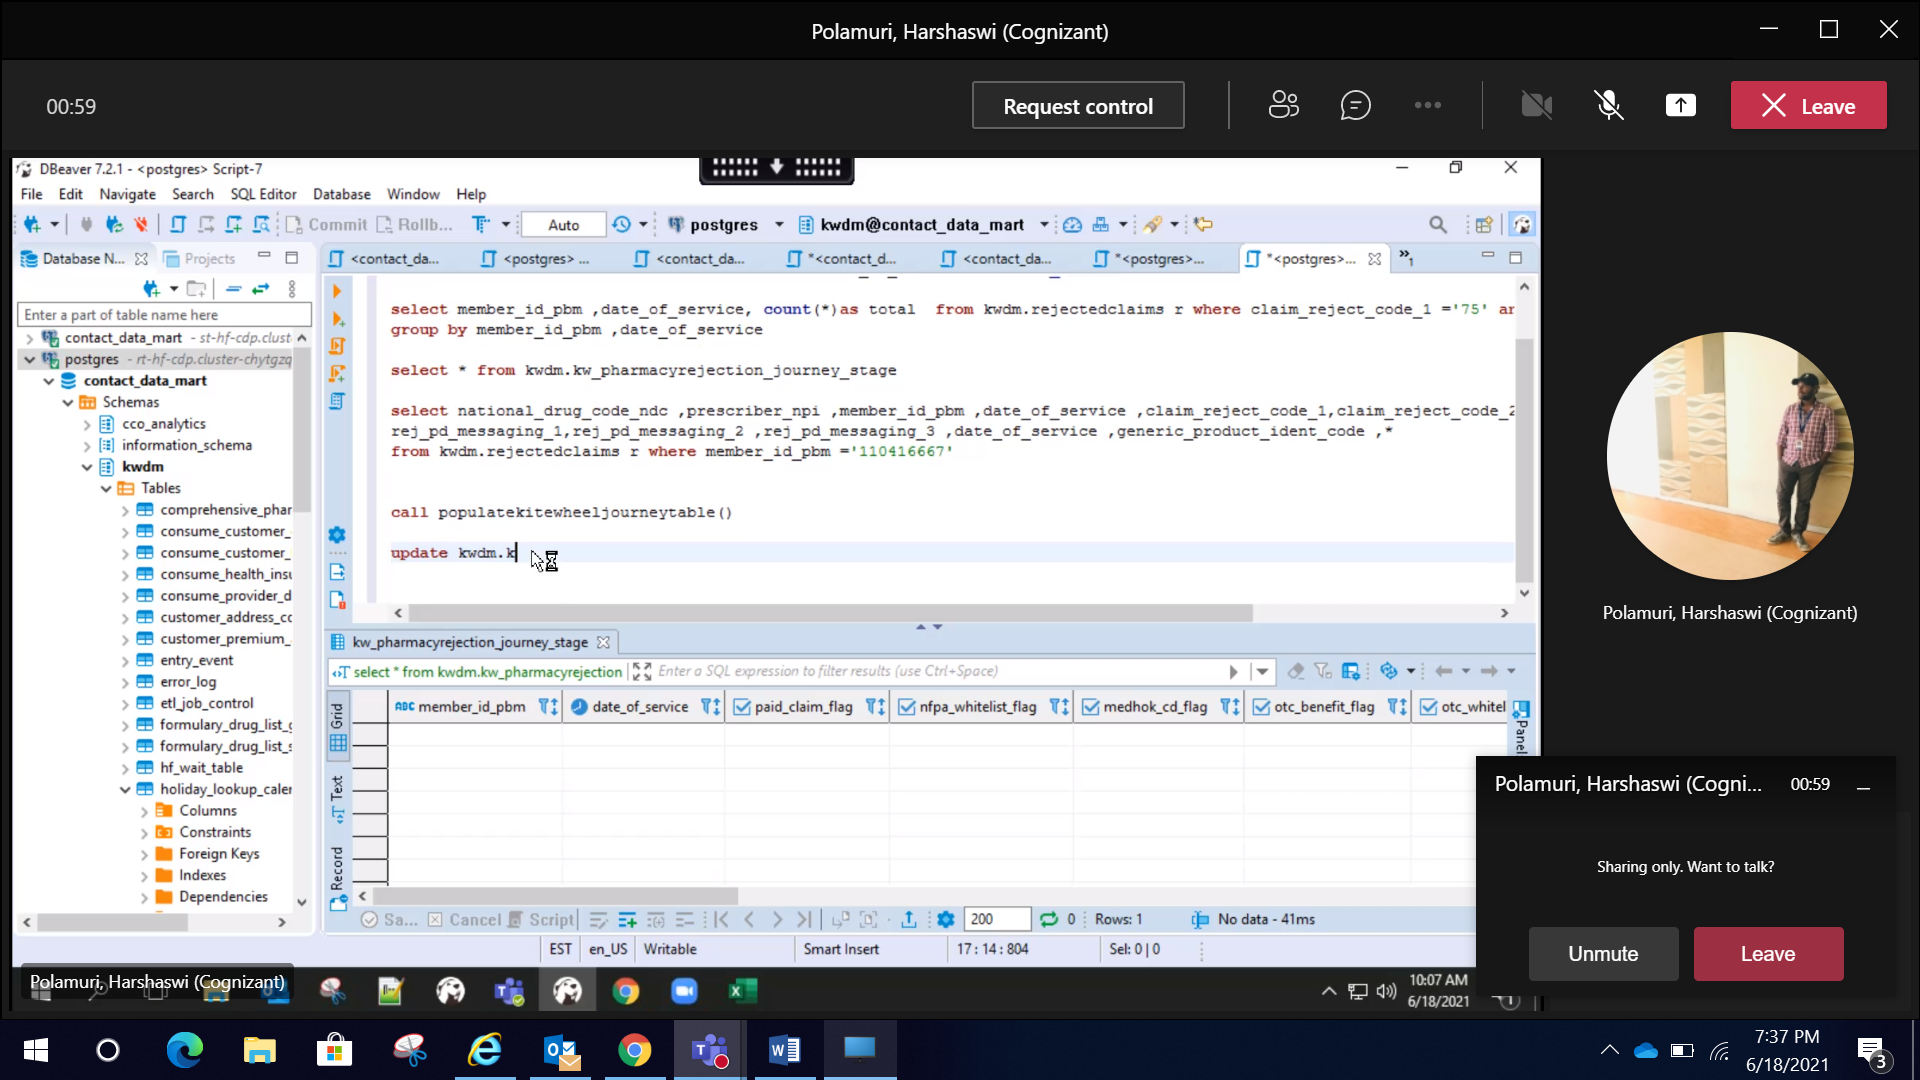 Polamuri, Harshaswi (Cognizant)
00:59
Request control
Leave
DBeaver 7.2.1 - <postgres> Script-7
File Edit Navigate Search SQL Editor Database Window Help
Commit Rollb... Auto postgres kwdm@contact_data_mart
Database N... Projects
<contact_da... <postgres> ... <contact_da... *<contact_d... <contact_da... *<postgres>... *<postgres>... »1
Enter a part of table name here
contact_data_mart - st-hf-cdp.clust
postgres - rt-hf-cdp.cluster-chytgzq
contact_data_mart
Schemas
cco_analytics
information_schema
kwdm
Tables
comprehensive_phar
consume_customer_
consume_customer_
consume_health_insu
consume_provider_d
customer_address_cc
customer_premium_
entry_event
error_log
etl_job_control
formulary_drug_list_g
formulary_drug_list_s
hf_wait_table
holiday_lookup_caler
Columns
Constraints
Foreign Keys
Indexes
Dependencies
select member_id_pbm ,date_of_service, count(*)as total  from kwdm.rejectedclaims r where claim_reject_code_1 ='75' an
group by member_id_pbm ,date_of_service
select * from kwdm.kw_pharmacyrejection_journey_stage
select national_drug_code_ndc ,prescriber_npi ,member_id_pbm ,date_of_service ,claim_reject_code_1,claim_reject_code_2
rej_pd_messaging_1,rej_pd_messaging_2 ,rej_pd_messaging_3 ,date_of_service ,generic_product_ident_code ,*
from kwdm.rejectedclaims r where member_id_pbm ='110416667'
call populatekitewheeljourneytable()
update kwdm.k
kw_pharmacyrejection_journey_stage
select * from kwdm.kw_pharmacyrejection Enter a SQL expression to filter results (use Ctrl+Space)
Grid
Text
Record
member_id_pbm date_of_service paid_claim_flag nfpa_whitelist_flag medhok_cd_flag otc_benefit_flag otc_whitel
Panel
Sa... Cancel Script 200 0 Rows: 1 No data - 41ms
EST en_US Writable Smart Insert 17 : 14 : 804 Sel: 0 | 0
Polamuri, Harshaswi (Cognizant)
10:07 AM
6/18/2021
Polamuri, Harshaswi (Cognizant)
Polamuri, Harshaswi (Cogni... 00:59
Sharing only. Want to talk?
Unmute Leave
7:37 PM
6/18/2021
3